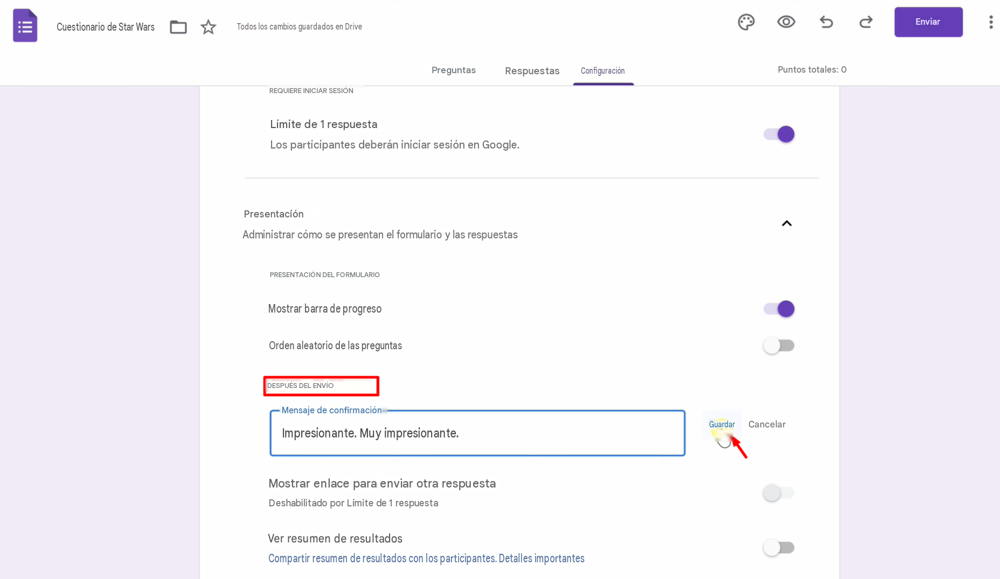 Cuestionario de Star Wars
Todos los cambios guardados en Drive
Enviar
Preguntas
Respuestas
Configuración
Puntos totales: 0
REQUIERE INICIAR SESIÓN
Límite de 1 respuesta
Los participantes deberán iniciar sesión en Google.
Presentación
Administrar cómo se presentan el formulario y las respuestas
PRESENTACIÓN DEL FORMULARIO
Mostrar barra de progreso
Orden aleatorio de las preguntas
DESPUÉS DEL ENVÍO
Mensaje de confirmación
Impresionante. Muy impresionante.
Guardar
Cancelar
Mostrar enlace para enviar otra respuesta
Deshabilitado por Límite de 1 respuesta
Ver resumen de resultados
Compartir resumen de resultados con los participantes. Detalles importantes